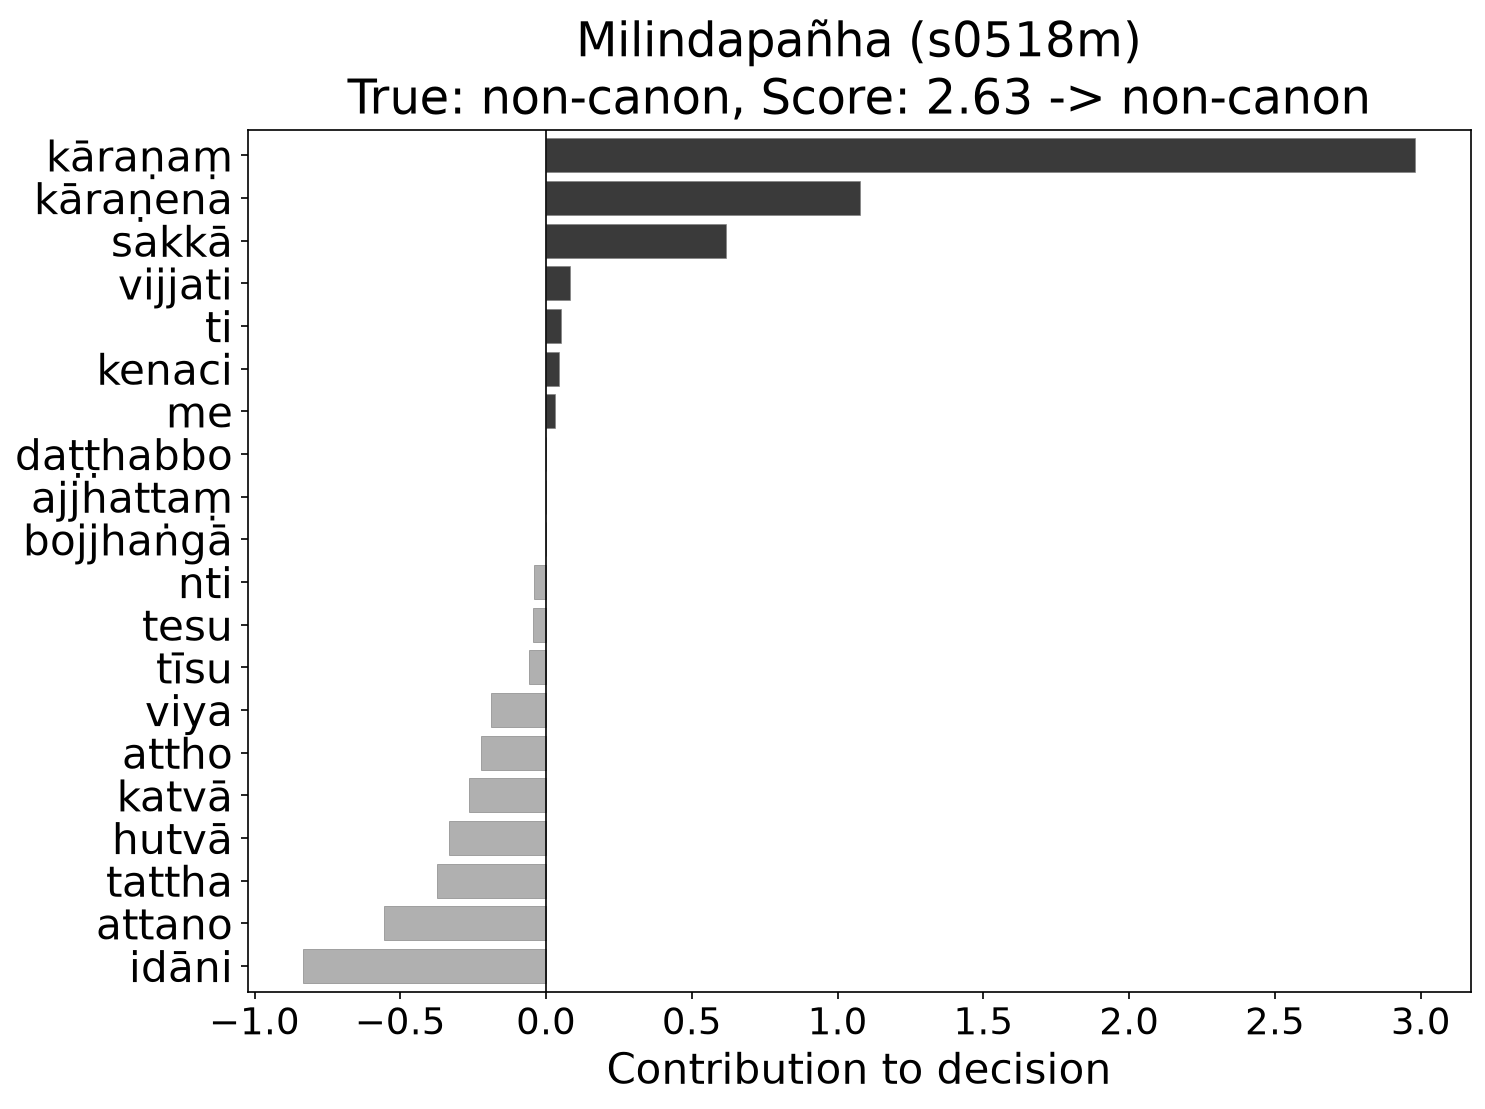 Milindapañha (s0518m)
True: non-canon, Score: 2.63 -> non-canon
kāraṇaṃ
kāraṇena
sakkā
vijjati
ti
kenaci
me
daṭṭhabbo
ajjhattaṃ
bojjhaṅgā
nti
tesu
tīsu
viya
attho
katvā
hutvā
tattha
attano
idāni
−1.0 −0.5 0.0 0.5 1.0 1.5 2.0 2.5 3.0
Contribution to decision